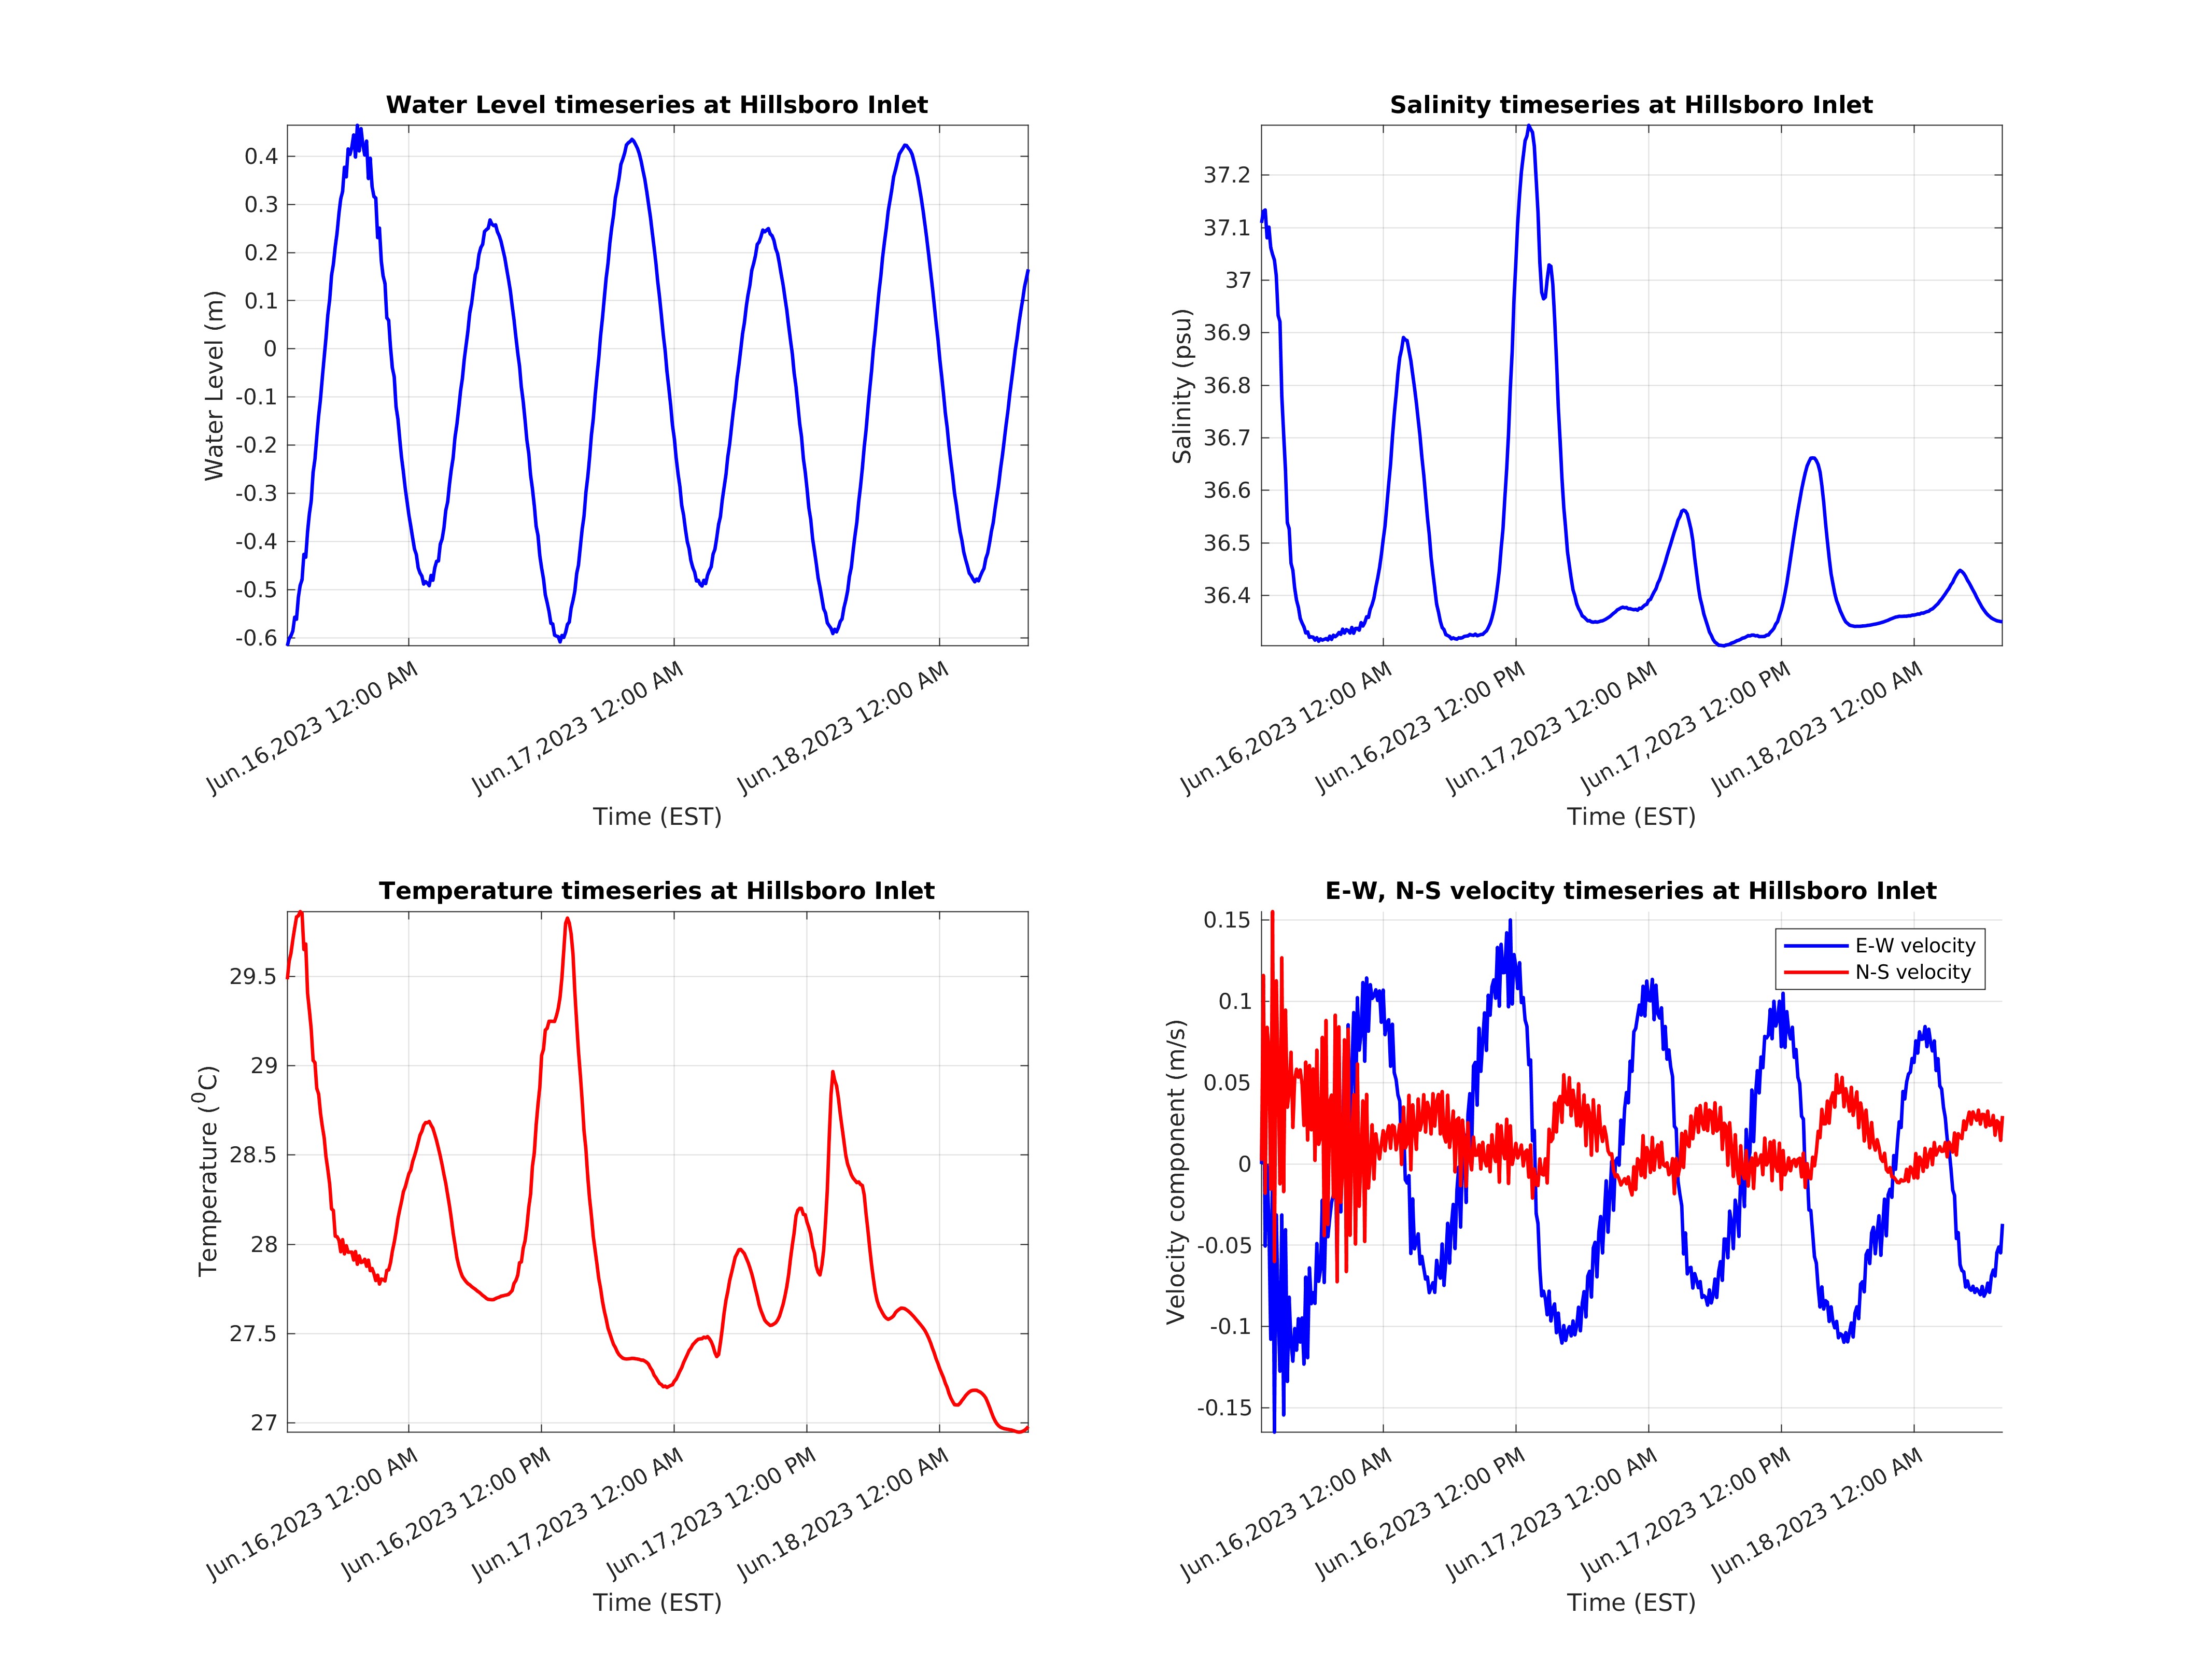 Water Level timeseries at Hillsboro Inlet
Water Level (m)
0.4
0.3
0.2
0.1
0
-0.1
-0.2
-0.3
-0.4
-0.5
-0.6
Jun.16,2023 12:00 AM
Jun.17,2023 12:00 AM
Jun.18,2023 12:00 AM
Time (EST)
Salinity timeseries at Hillsboro Inlet
Salinity (psu)
37.2
37.1
37
36.9
36.8
36.7
36.6
36.5
36.4
Jun.16,2023 12:00 AM
Jun.16,2023 12:00 PM
Jun.17,2023 12:00 AM
Jun.17,2023 12:00 PM
Jun.18,2023 12:00 AM
Time (EST)
Temperature timeseries at Hillsboro Inlet
Temperature (⁰C)
29.5
29
28.5
28
27.5
27
Jun.16,2023 12:00 AM
Jun.16,2023 12:00 PM
Jun.17,2023 12:00 AM
Jun.17,2023 12:00 PM
Jun.18,2023 12:00 AM
Time (EST)
E-W, N-S velocity timeseries at Hillsboro Inlet
Velocity component (m/s)
0.15
0.1
0.05
0
-0.05
-0.1
-0.15
E-W velocity
N-S velocity
Jun.16,2023 12:00 AM
Jun.16,2023 12:00 PM
Jun.17,2023 12:00 AM
Jun.17,2023 12:00 PM
Jun.18,2023 12:00 AM
Time (EST)